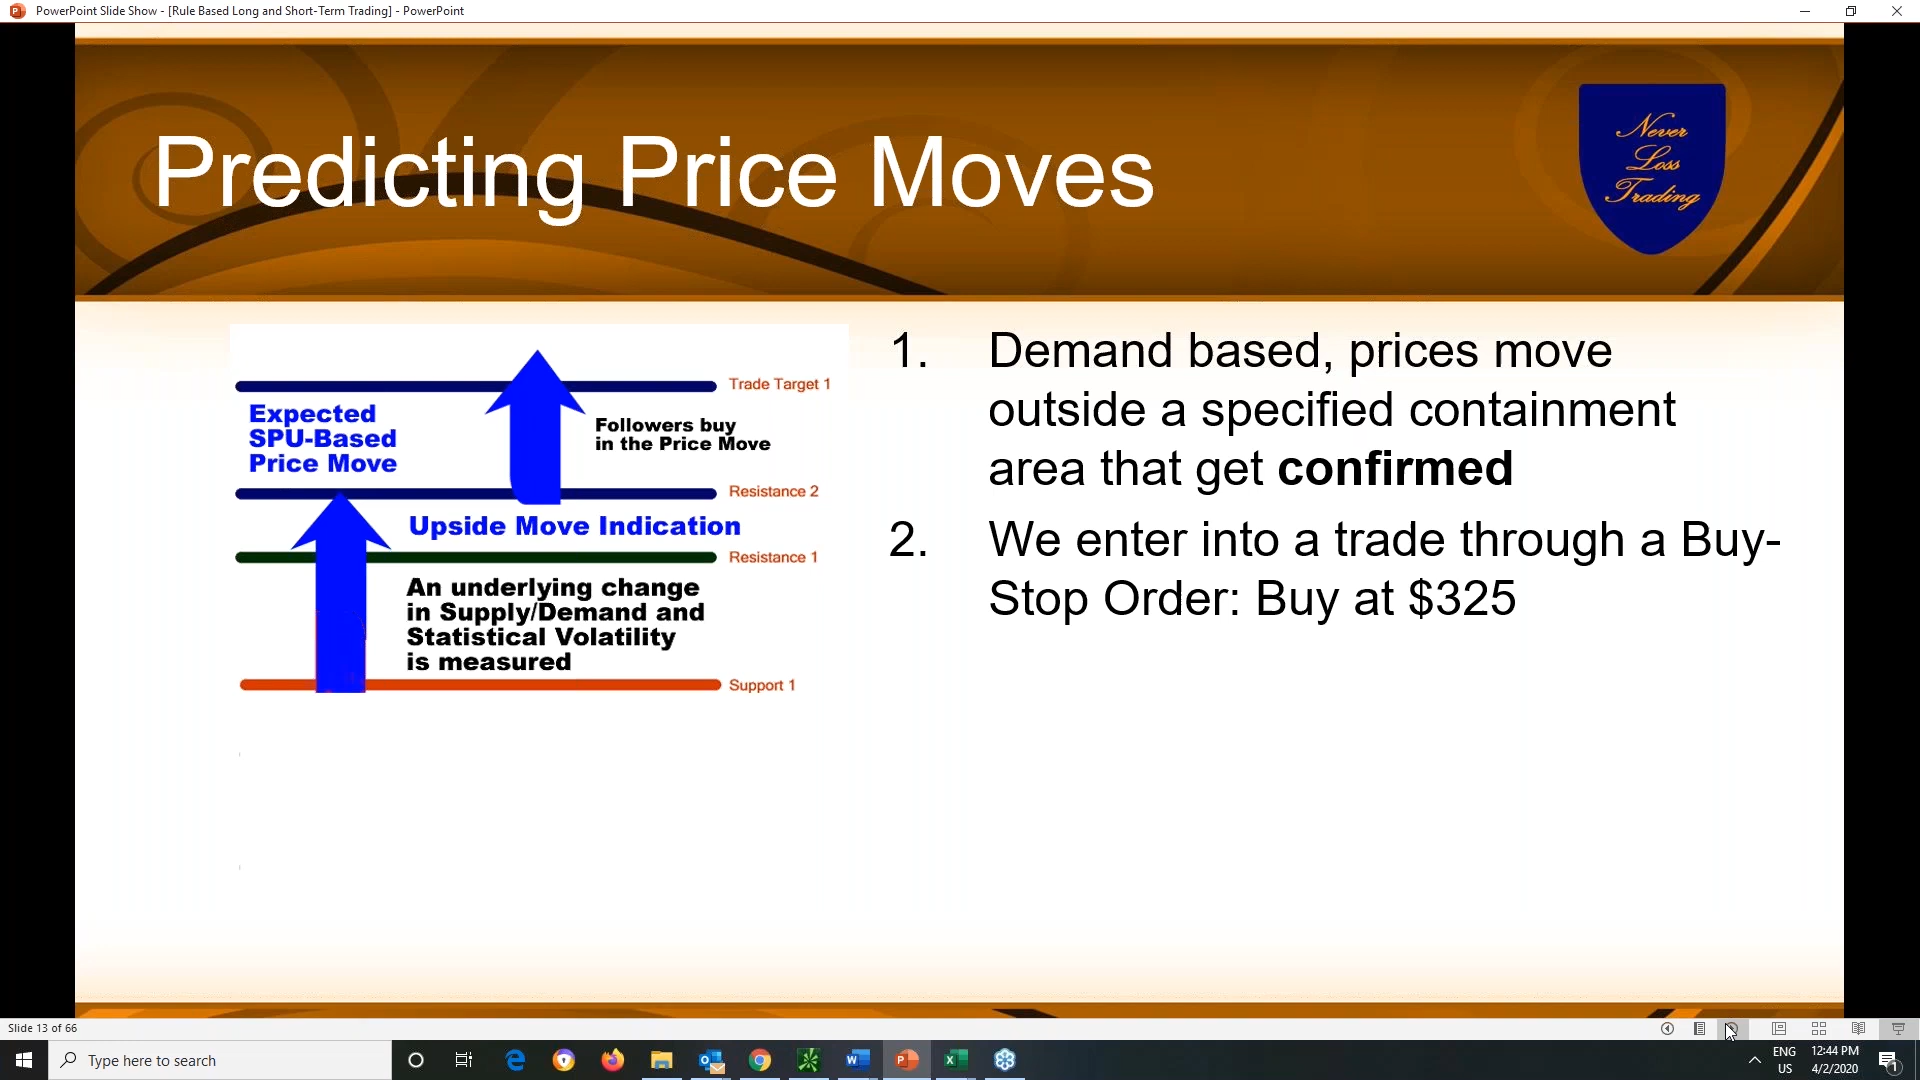 PowerPoint Slide Show - [Rule Based Long and Short-Term Trading] - PowerPoint
Predicting Price Moves
Never
Loss
Trading
Trade Target 1
Expected
SPU-Based
Price Move
Followers buy
in the Price Move
Resistance 2
Upside Move Indication
Resistance 1
An underlying change
in Supply/Demand and
Statistical Volatility
is measured
Support 1
1. Demand based, prices move
outside a specified containment
area that get confirmed
2. We enter into a trade through a Buy-
Stop Order: Buy at $325
Slide 13 of 66
Type here to search
ENG
US
12:44 PM
4/2/2020
1